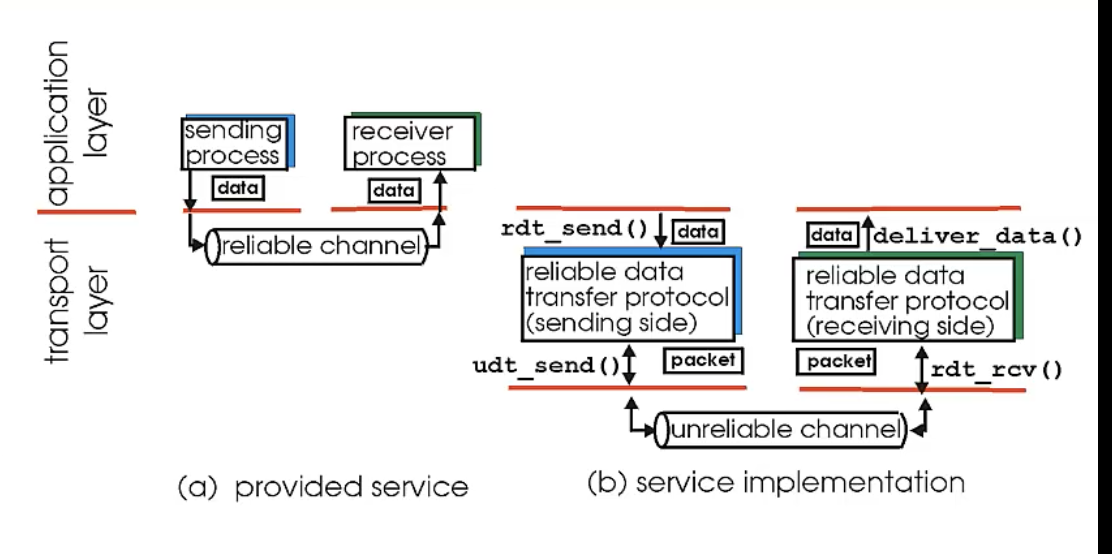 application
layer
transport
layer
sending
process
data
receiver
process
data
reliable channel
(a) provided service
rdt_send()
data
reliable data
transfer protocol
(sending side)
udt_send()
packet
data
deliver_data()
reliable data
transfer protocol
(receiving side)
packet
rdt_rcv()
unreliable channel
(b) service implementation